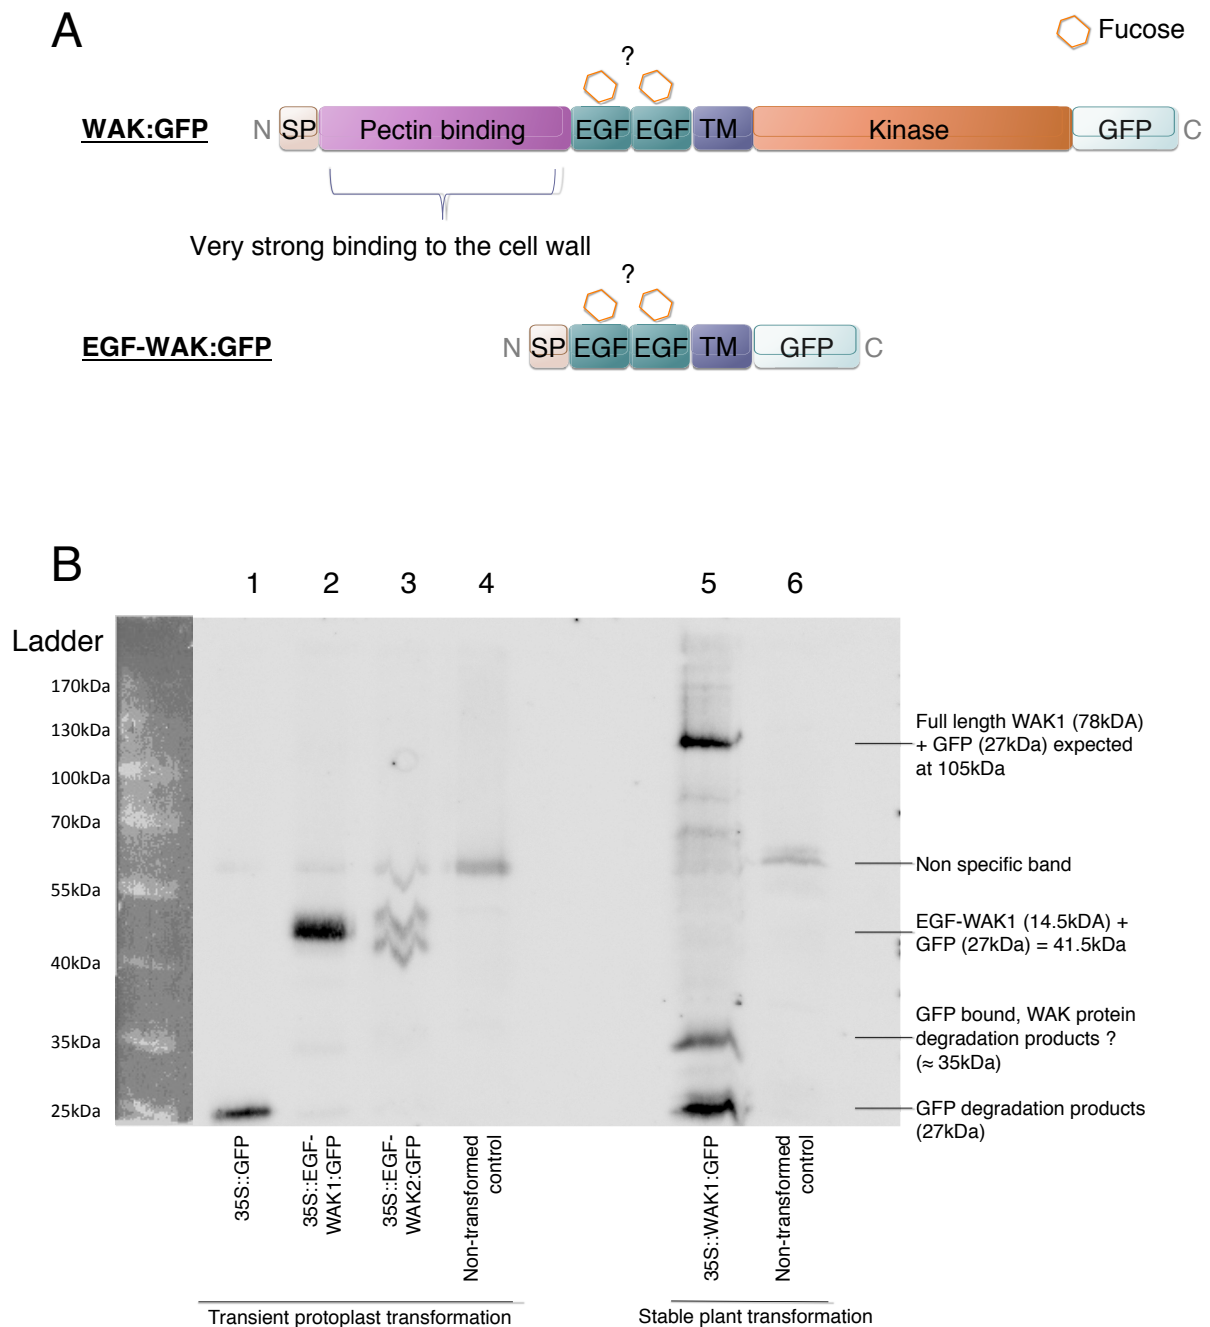 A
Fucose
?
WAK:GFP
N SP Pectin binding EGF EGF TM Kinase GFP C
Very strong binding to the cell wall
?
EGF-WAK:GFP
N SP EGF EGF TM GFP C
B
1 2 3 4 5 6
Ladder
170kDa
130kDa
100kDa
70kDa
55kDa
40kDa
35kDa
25kDa
Full length WAK1 (78kDA)
+ GFP (27kDa) expected
at 105kDa
Non specific band
EGF-WAK1 (14.5kDA) +
GFP (27kDa) = 41.5kDa
GFP bound, WAK protein
degradation products ?
(≈ 35kDa)
GFP degradation products
(27kDa)
35S::GFP
35S::EGF-
WAK1:GFP
35S::EGF-
WAK2:GFP
Non-transformed
control
35S::WAK1:GFP
Non-transformed
control
Transient protoplast transformation
Stable plant transformation